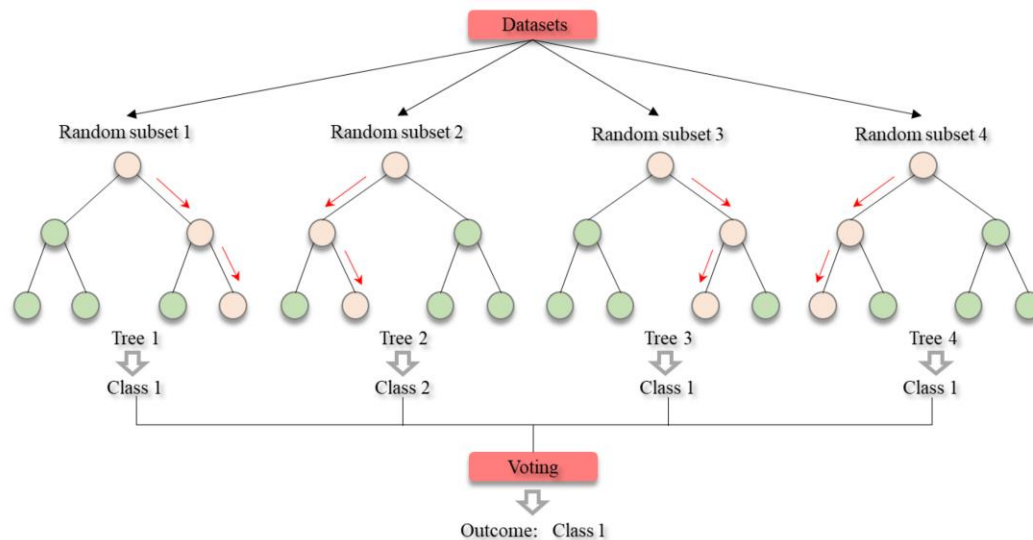 Datasets
Random subset 1
Random subset 2
Random subset 3
Random subset 4
Tree 1
Tree 2
Tree 3
Tree 4
Class 1
Class 2
Class 1
Class 1
Voting
Outcome: Class 1